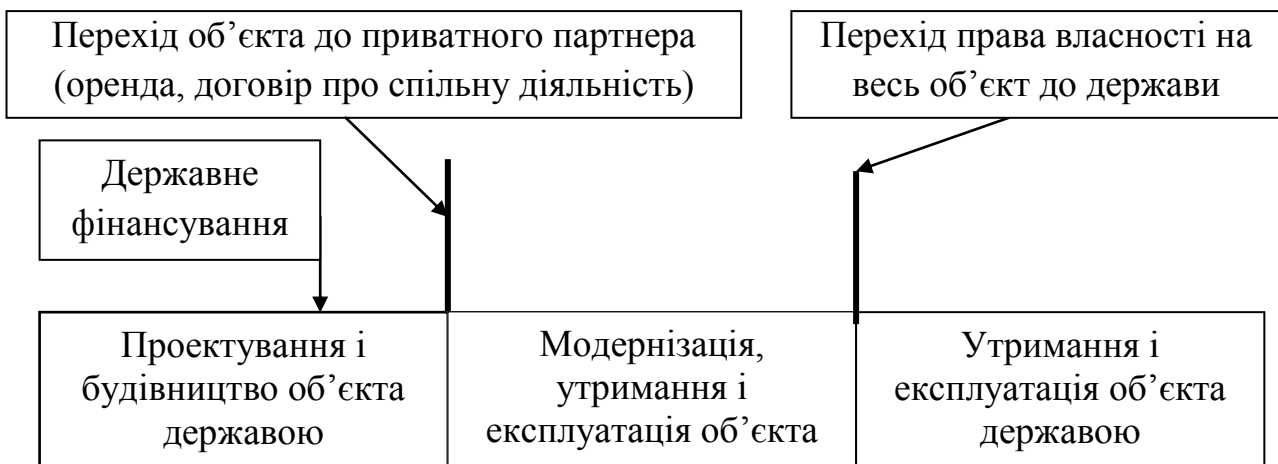 Перехід об’єкта до приватного партнера
(оренда, договір про спільну діяльність)
Перехід права власності на
весь об’єкт до держави
Державне
фінансування
Проектування і
будівництво об’єкта
державою
Модернізація,
утримання і
експлуатація об’єкта
Утримання і
експлуатація об’єкта
державою